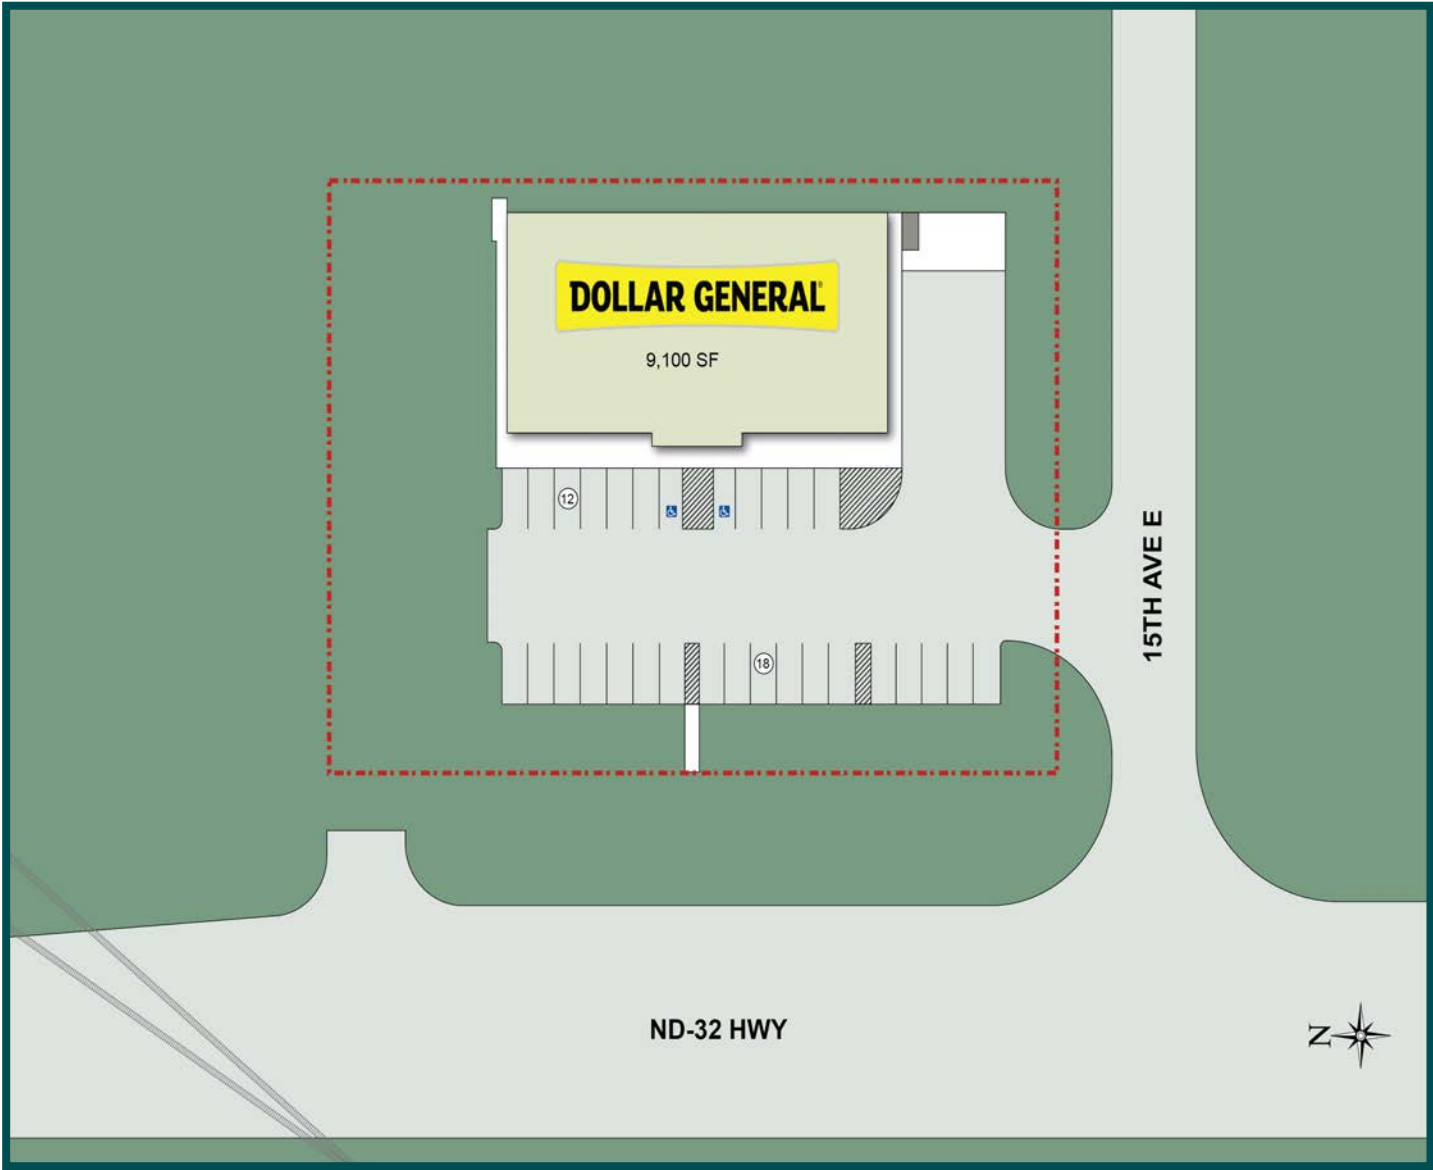 DOLLAR GENERAL®
9,100 SF
12
18
15TH AVE E
ND-32 HWY
N